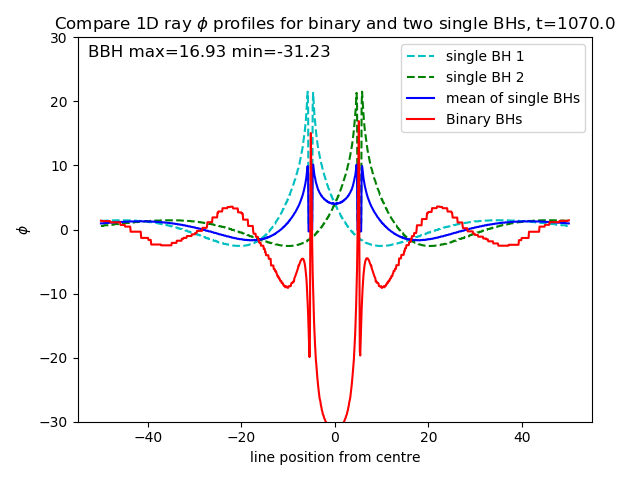 Compare 1D ray ϕ profiles for binary and two single BHs, t=1070.0
BBH max=16.93 min=-31.23
single BH 1
single BH 2
mean of single BHs
Binary BHs
30
20
10
0
−10
−20
−30
ϕ
−40
−20
0
20
40
line position from centre